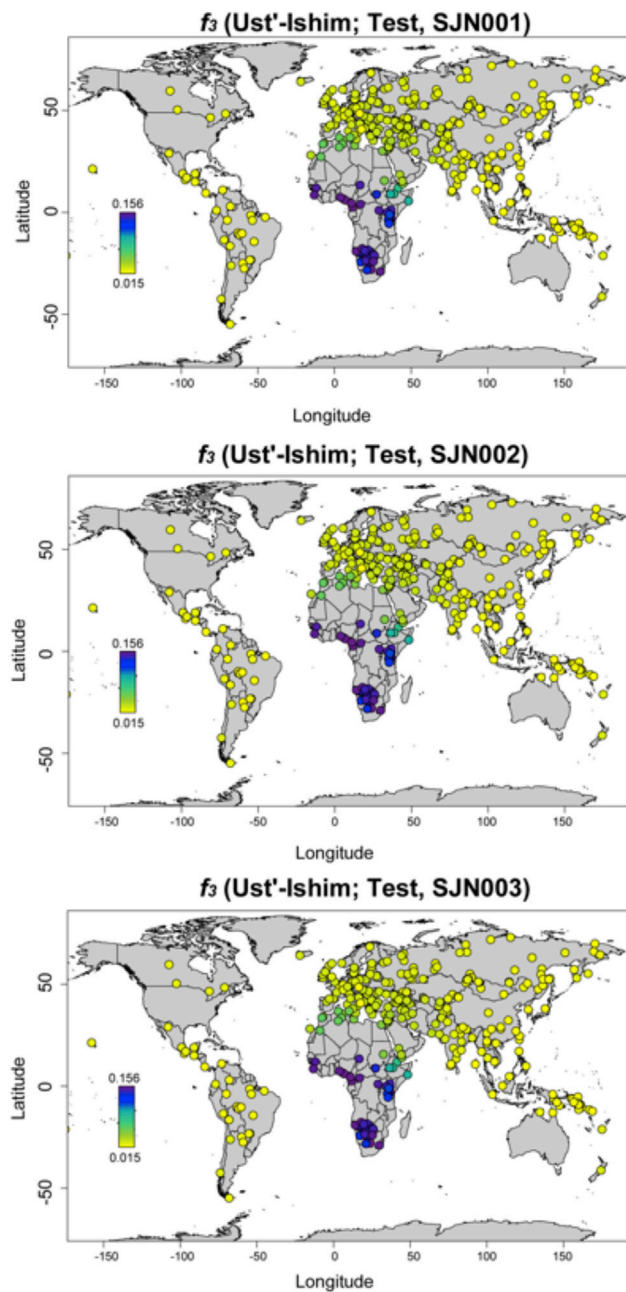 f3 (Ust'-Ishim; Test, SJN001)
Latitude
50
0
-50
0.156
0.015
-150 -100 -50 0 50 100 150
Longitude
f3 (Ust'-Ishim; Test, SJN002)
Latitude
50
0
-50
0.156
0.015
-150 -100 -50 0 50 100 150
Longitude
f3 (Ust'-Ishim; Test, SJN003)
Latitude
50
0
-50
0.156
0.015
-150 -100 -50 0 50 100 150
Longitude